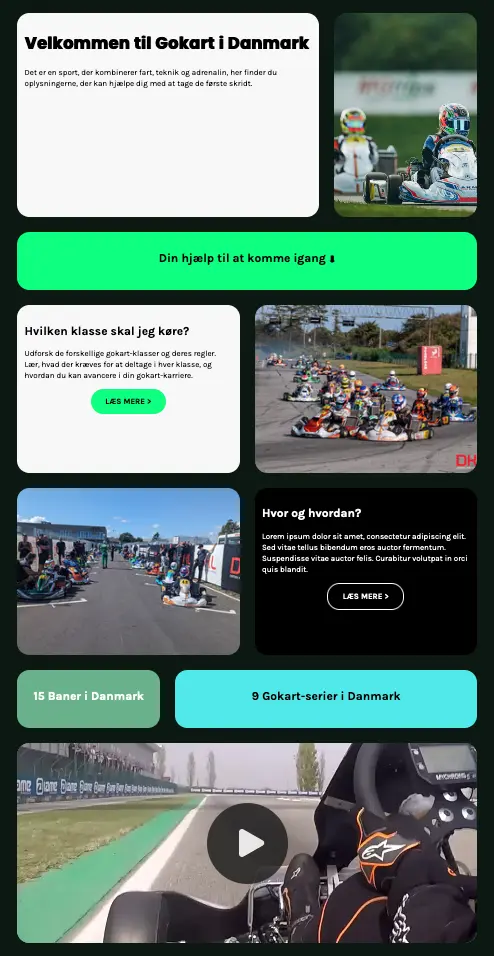 Velkommen til Gokart i Danmark
Det er en sport, der kombinerer fart, teknik og adrenalin, her finder du
oplysningerne, der kan hjælpe dig med at tage de første skridt.
Din hjælp til at komme igang ⬇
Hvilken klasse skal jeg køre?
Udforsk de forskellige gokart-klasser og deres regler.
Lær, hvad der kræves for at deltage i hver klasse, og
hvordan du kan avancere i din gokart-karriere.
LÆS MERE >
DK
Hvor og hvordan?
Lorem ipsum dolor sit amet, consectetur adipiscing elit.
Sed vitae tellus bibendum eros auctor fermentum.
Suspendisse vitae auctor felis. Curabitur volutpat in orci
quis blandit.
LÆS MERE >
15 Baner i Danmark
9 Gokart-serier i Danmark
MYCHRON5
alpinestars